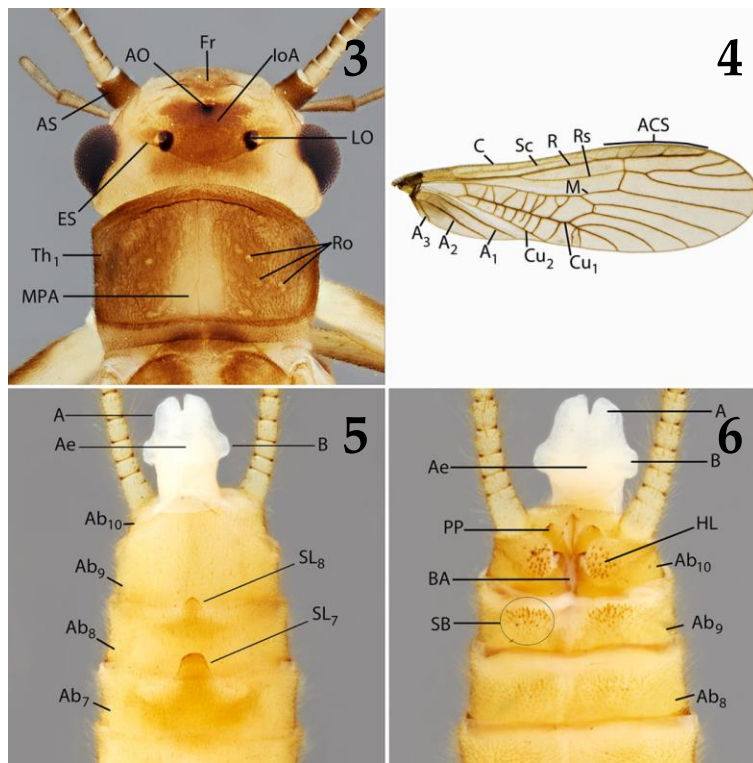 Fr
AO
IoA
3
AS
LO
ES
Th1
Ro
MPA
4
ACS
Rs
R
Sc
C
M
A3
A2
A1
Cu2
Cu1
5
A
Ae
B
Ab10
SL8
Ab9
SL7
Ab8
Ab7
6
A
Ae
B
PP
HL
Ab10
BA
SB
Ab9
Ab8